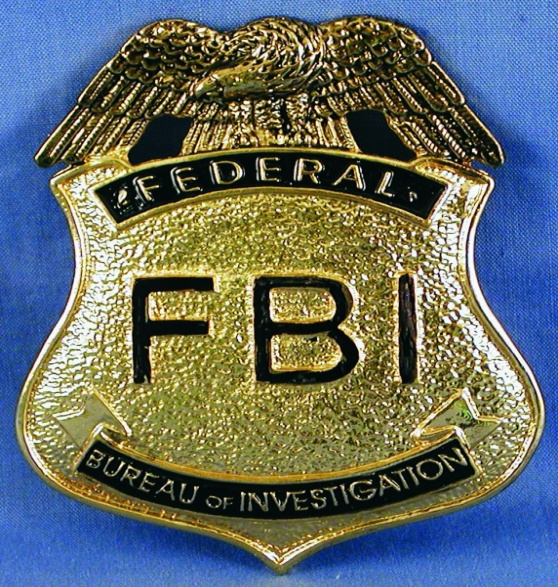 FEDERAL
FBI
BUREAU OF INVESTIGATION